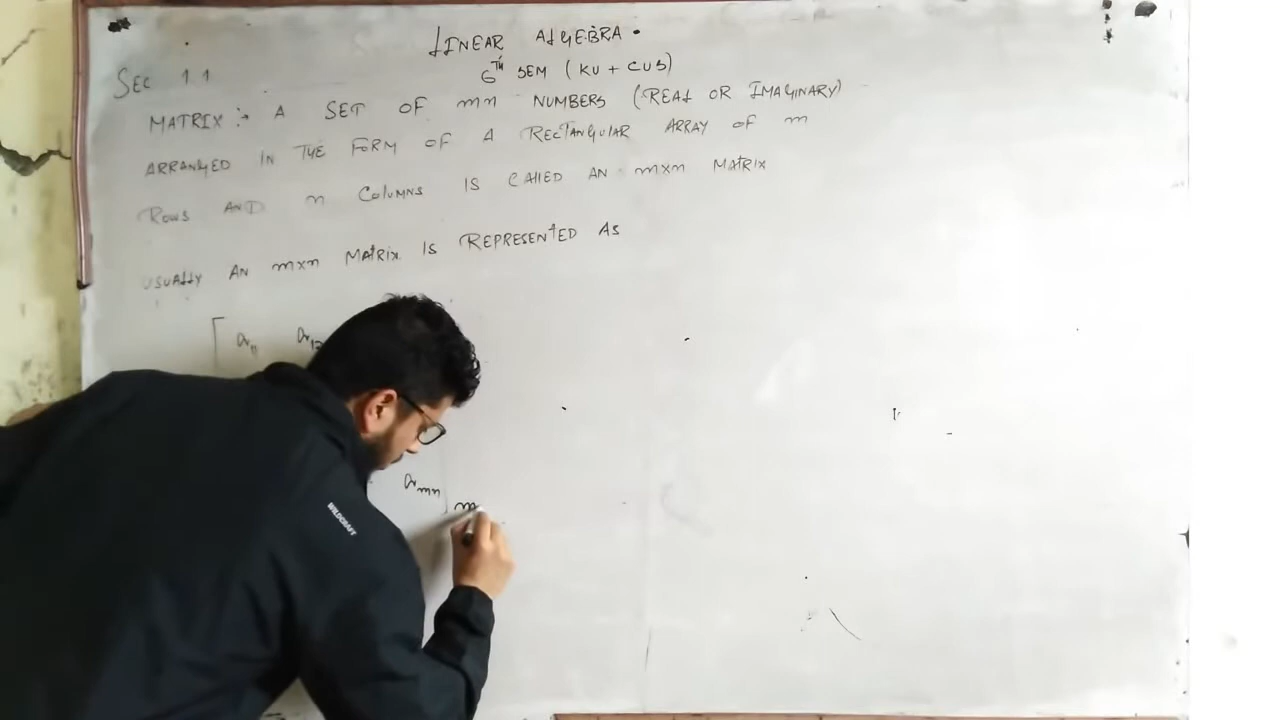 LINEAR ALGEBRA.
6TH SEM (KU + CUS)
SEC 1.1
MATRIX :→ A SET OF mn NUMBERS (REAL OR IMAGINARY)
ARRANGED IN THE FORM OF A RECTANGULAR ARRAY OF m
ROWS AND n COLUMNS IS CALLED AN m×n MATRIX
USUALLY AN m×n MATRIX IS REPRESENTED AS
[ a11 a12
amn ] m
WILDCRAFT